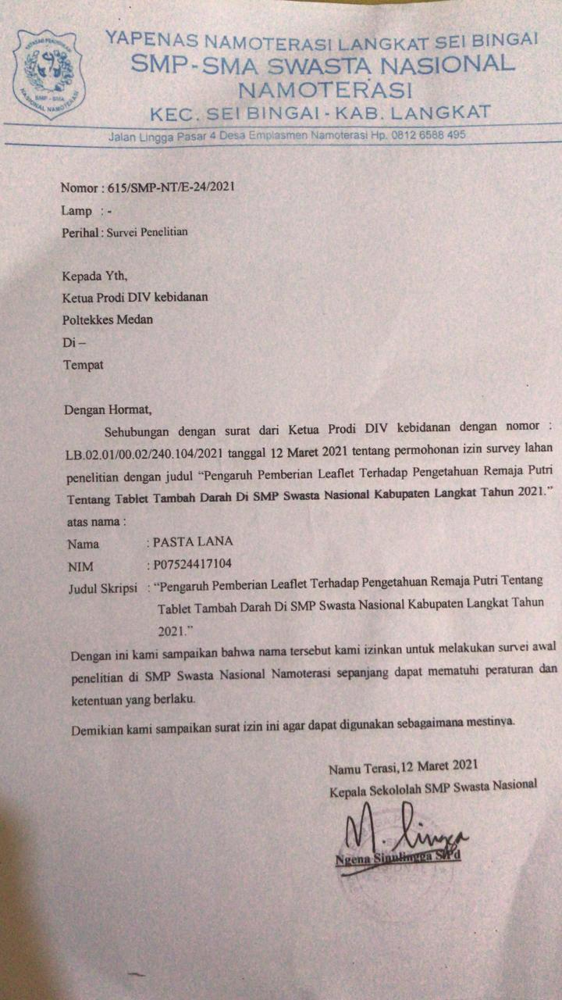 YAPENAS NAMOTERASI LANGKAT SEI BINGAI
SMP-SMA SWASTA NASIONAL
NAMOTERASI
KEC. SEI BINGAI - KAB. LANGKAT
Jalan Lingga Pasar 4 Desa Emplasmen Namoterasi Hp. 0812 6588 495
SMP - SMA
NASIONAL NAMOTERASI
Nomor : 615/SMP-NT/E-24/2021
Lamp : -
Perihal : Survei Penelitian
Kepada Yth,
Ketua Prodi DIV kebidanan
Poltekkes Medan
Di –
Tempat
Dengan Hormat,
Sehubungan dengan surat dari Ketua Prodi DIV kebidanan dengan nomor :
LB.02.01/00.02/240.104/2021 tanggal 12 Maret 2021 tentang permohonan izin survey lahan
penelitian dengan judul “Pengaruh Pemberian Leaflet Terhadap Pengetahuan Remaja Putri
Tentang Tablet Tambah Darah Di SMP Swasta Nasional Kabupaten Langkat Tahun 2021.”
atas nama :
Nama : PASTA LANA
NIM : P07524417104
Judul Skripsi : “Pengaruh Pemberian Leaflet Terhadap Pengetahuan Remaja Putri Tentang
Tablet Tambah Darah Di SMP Swasta Nasional Kabupaten Langkat Tahun
2021.”
Dengan ini kami sampaikan bahwa nama tersebut kami izinkan untuk melakukan survei awal
penelitian di SMP Swasta Nasional Namoterasi sepanjang dapat mematuhi peraturan dan
ketentuan yang berlaku.
Demikian kami sampaikan surat izin ini agar dapat digunakan sebagaimana mestinya.
Namu Terasi,12 Maret 2021
Kepala Sekololah SMP Swasta Nasional
Ngena Sinulingga S.Pd